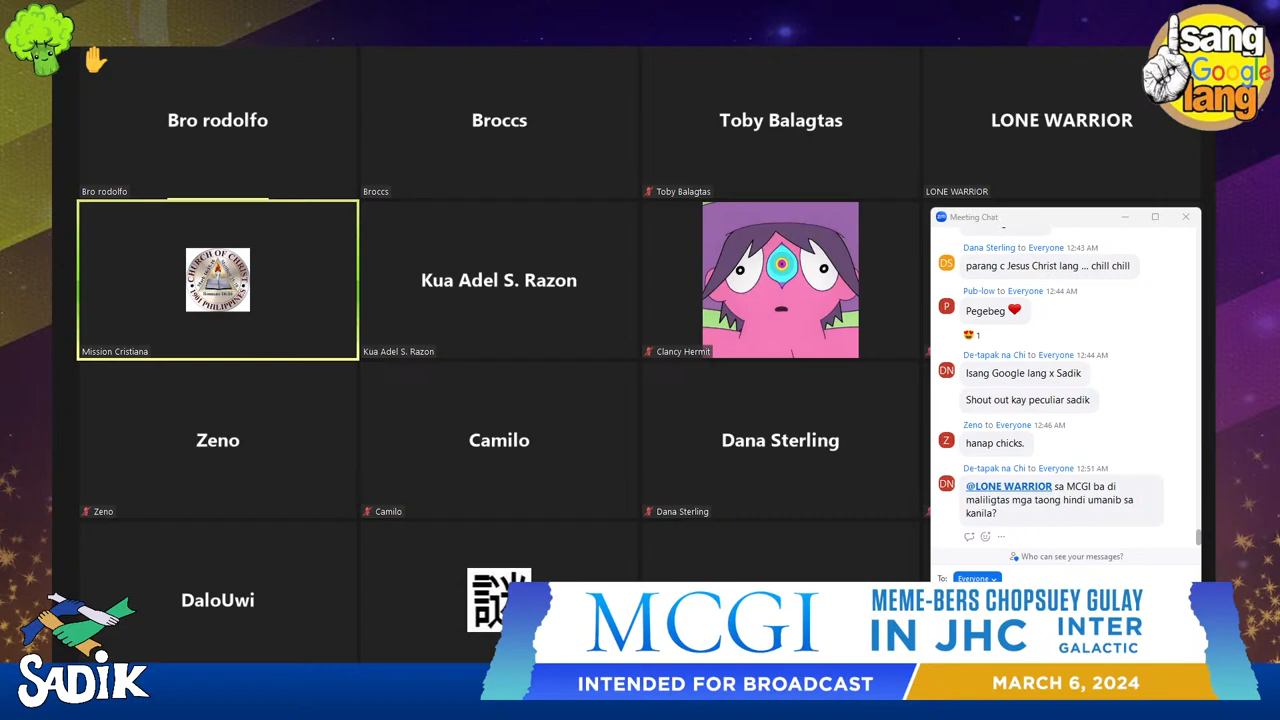 Isang
Google
lang
Bro rodolfo
Broccs
Toby Balagtas
LONE WARRIOR
Bro rodolfo
Broccs
Toby Balagtas
LONE WARRIOR
CHURCH OF CHRIST
1901 PHILIPPINES
Mission Cristiana
Kua Adel S. Razon
Kua Adel S. Razon
Clancy Hermit
Zeno
Camilo
Dana Sterling
Zeno
Camilo
Dana Sterling
DaloUwi
謎
Meeting Chat
DS
Dana Sterling to Everyone 12:43 AM
parang c Jesus Christ lang ... chill chill
P
Pub-low to Everyone 12:44 AM
Pegebeg ❤️
😍 1
DN
De-tapak na Chi to Everyone 12:44 AM
Isang Google lang x Sadik
Shout out kay peculiar sadik
Z
Zeno to Everyone 12:46 AM
hanap chicks.
DN
De-tapak na Chi to Everyone 12:51 AM
@LONE WARRIOR sa MCGI ba di
maliligtas mga taong hindi umanib sa
kanila?
Who can see your messages?
To: Everyone
SADIK
MCGI
MEME-BERS CHOPSUEY GULAY
IN JHC
INTER
GALACTIC
INTENDED FOR BROADCAST
MARCH 6, 2024